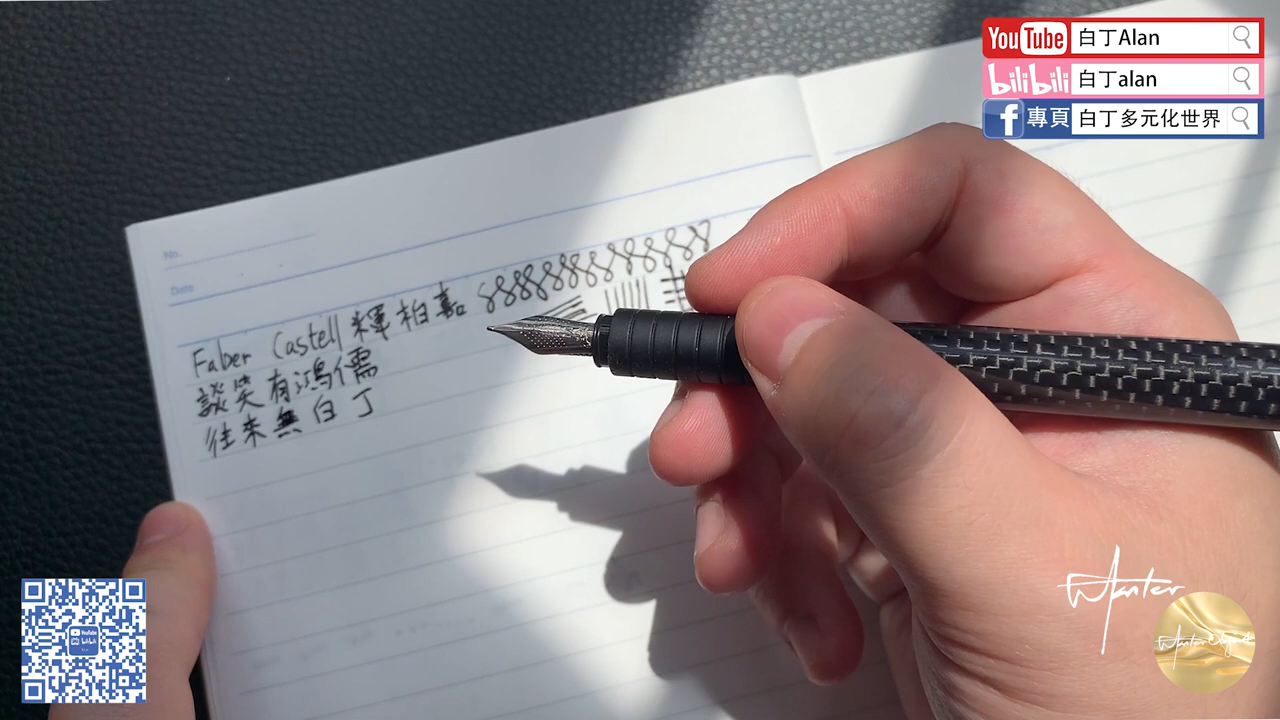 YouTube 白丁Alan
bilibili 白丁alan
f 專頁 白丁多元化世界
No.
Date
Faber Castell 輝柏嘉
談笑有鴻儒
往來無白丁